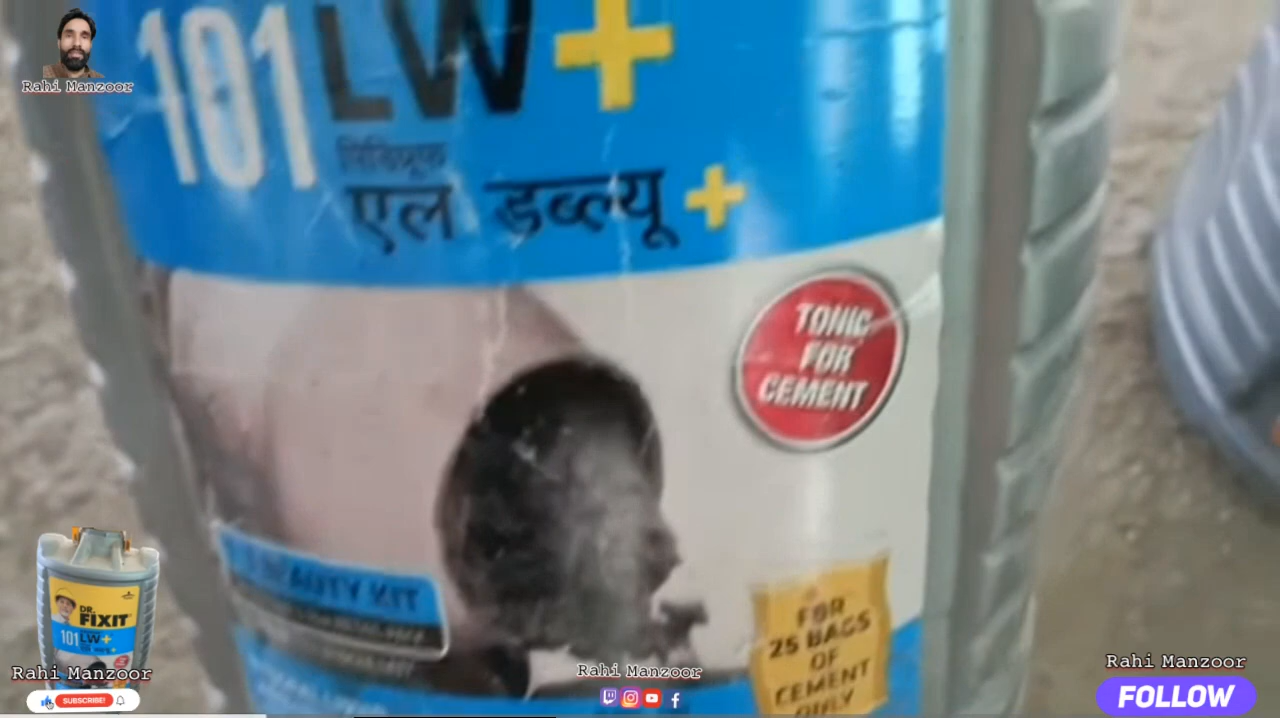 Rahi Manzoor
101 LW+
एल डब्ल्यू +
TONIC
FOR
CEMENT
FOR
25 BAGS
OF
CEMENT
ONLY
DR.
FIXIT
101 LW+
Rahi Manzoor
SUBSCRIBE!
Rahi Manzoor
Rahi Manzoor
FOLLOW